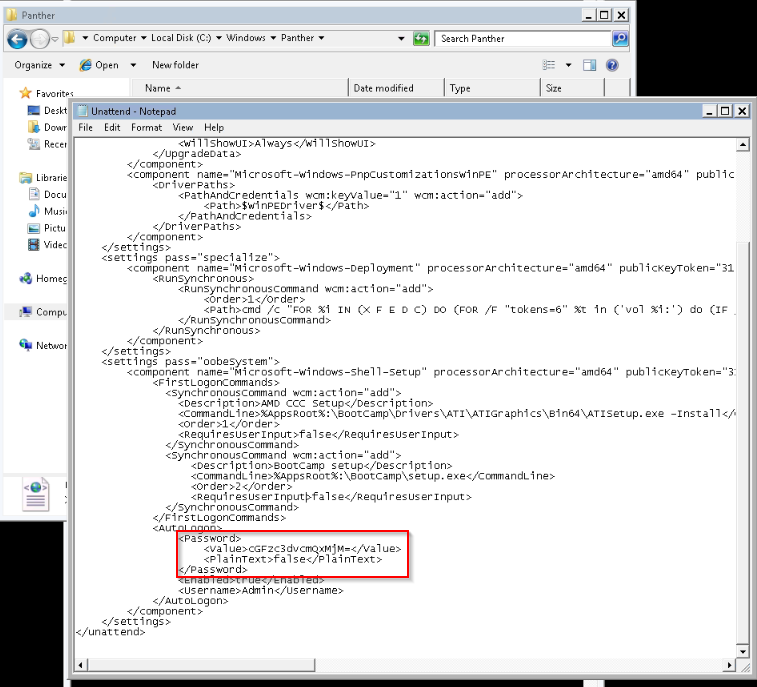 Panther
Computer Local Disk (C:) Windows Panther
Search Panther
Organize Open New folder
Name Date modified Type Size
Favorites
Deskt
Down
Recen
Librarie
Docu
Music
Pictu
Video
Homeg
Compu
Networ
Unattend - Notepad
File Edit Format View Help
<WillShowUI>Always</WillShowUI>
</UpgradeData>
</component>
<component name="Microsoft-Windows-PnpCustomizationsWinPE" processorArchitecture="amd64" public
<DriverPaths>
<PathAndCredentials wcm:keyValue="1" wcm:action="add">
<Path>$WinPEDriver$</Path>
</PathAndCredentials>
</DriverPaths>
</component>
</settings>
<settings pass="specialize">
<component name="Microsoft-Windows-Deployment" processorArchitecture="amd64" publicKeyToken="31
<RunSynchronous>
<RunSynchronousCommand wcm:action="add">
<Order>1</Order>
<Path>cmd /c "FOR %i IN (X F E D C) DO (FOR /F "tokens=6" %t in ('vol %i:') do (IF /
</RunSynchronousCommand>
</RunSynchronous>
</component>
</settings>
<settings pass="oobeSystem">
<component name="Microsoft-Windows-Shell-Setup" processorArchitecture="amd64" publicKeyToken="31
<FirstLogonCommands>
<SynchronousCommand wcm:action="add">
<Description>AMD CCC Setup</Description>
<CommandLine>%AppsRoot%:\BootCamp\Drivers\ATI\ATIGraphics\Bin64\ATISetup.exe -Install</
<Order>1</Order>
<RequiresUserInput>false</RequiresUserInput>
</SynchronousCommand>
<SynchronousCommand wcm:action="add">
<Description>BootCamp setup</Description>
<CommandLine>%AppsRoot%:\BootCamp\setup.exe</CommandLine>
<Order>2</Order>
<RequiresUserInput>false</RequiresUserInput>
</SynchronousCommand>
</FirstLogonCommands>
<AutoLogon>
<Password>
<Value>cGFzc3dvcmQxMjM=</Value>
<PlainText>false</PlainText>
</Password>
<Enabled>true</Enabled>
<Username>Admin</Username>
</AutoLogon>
</component>
</settings>
</unattend>